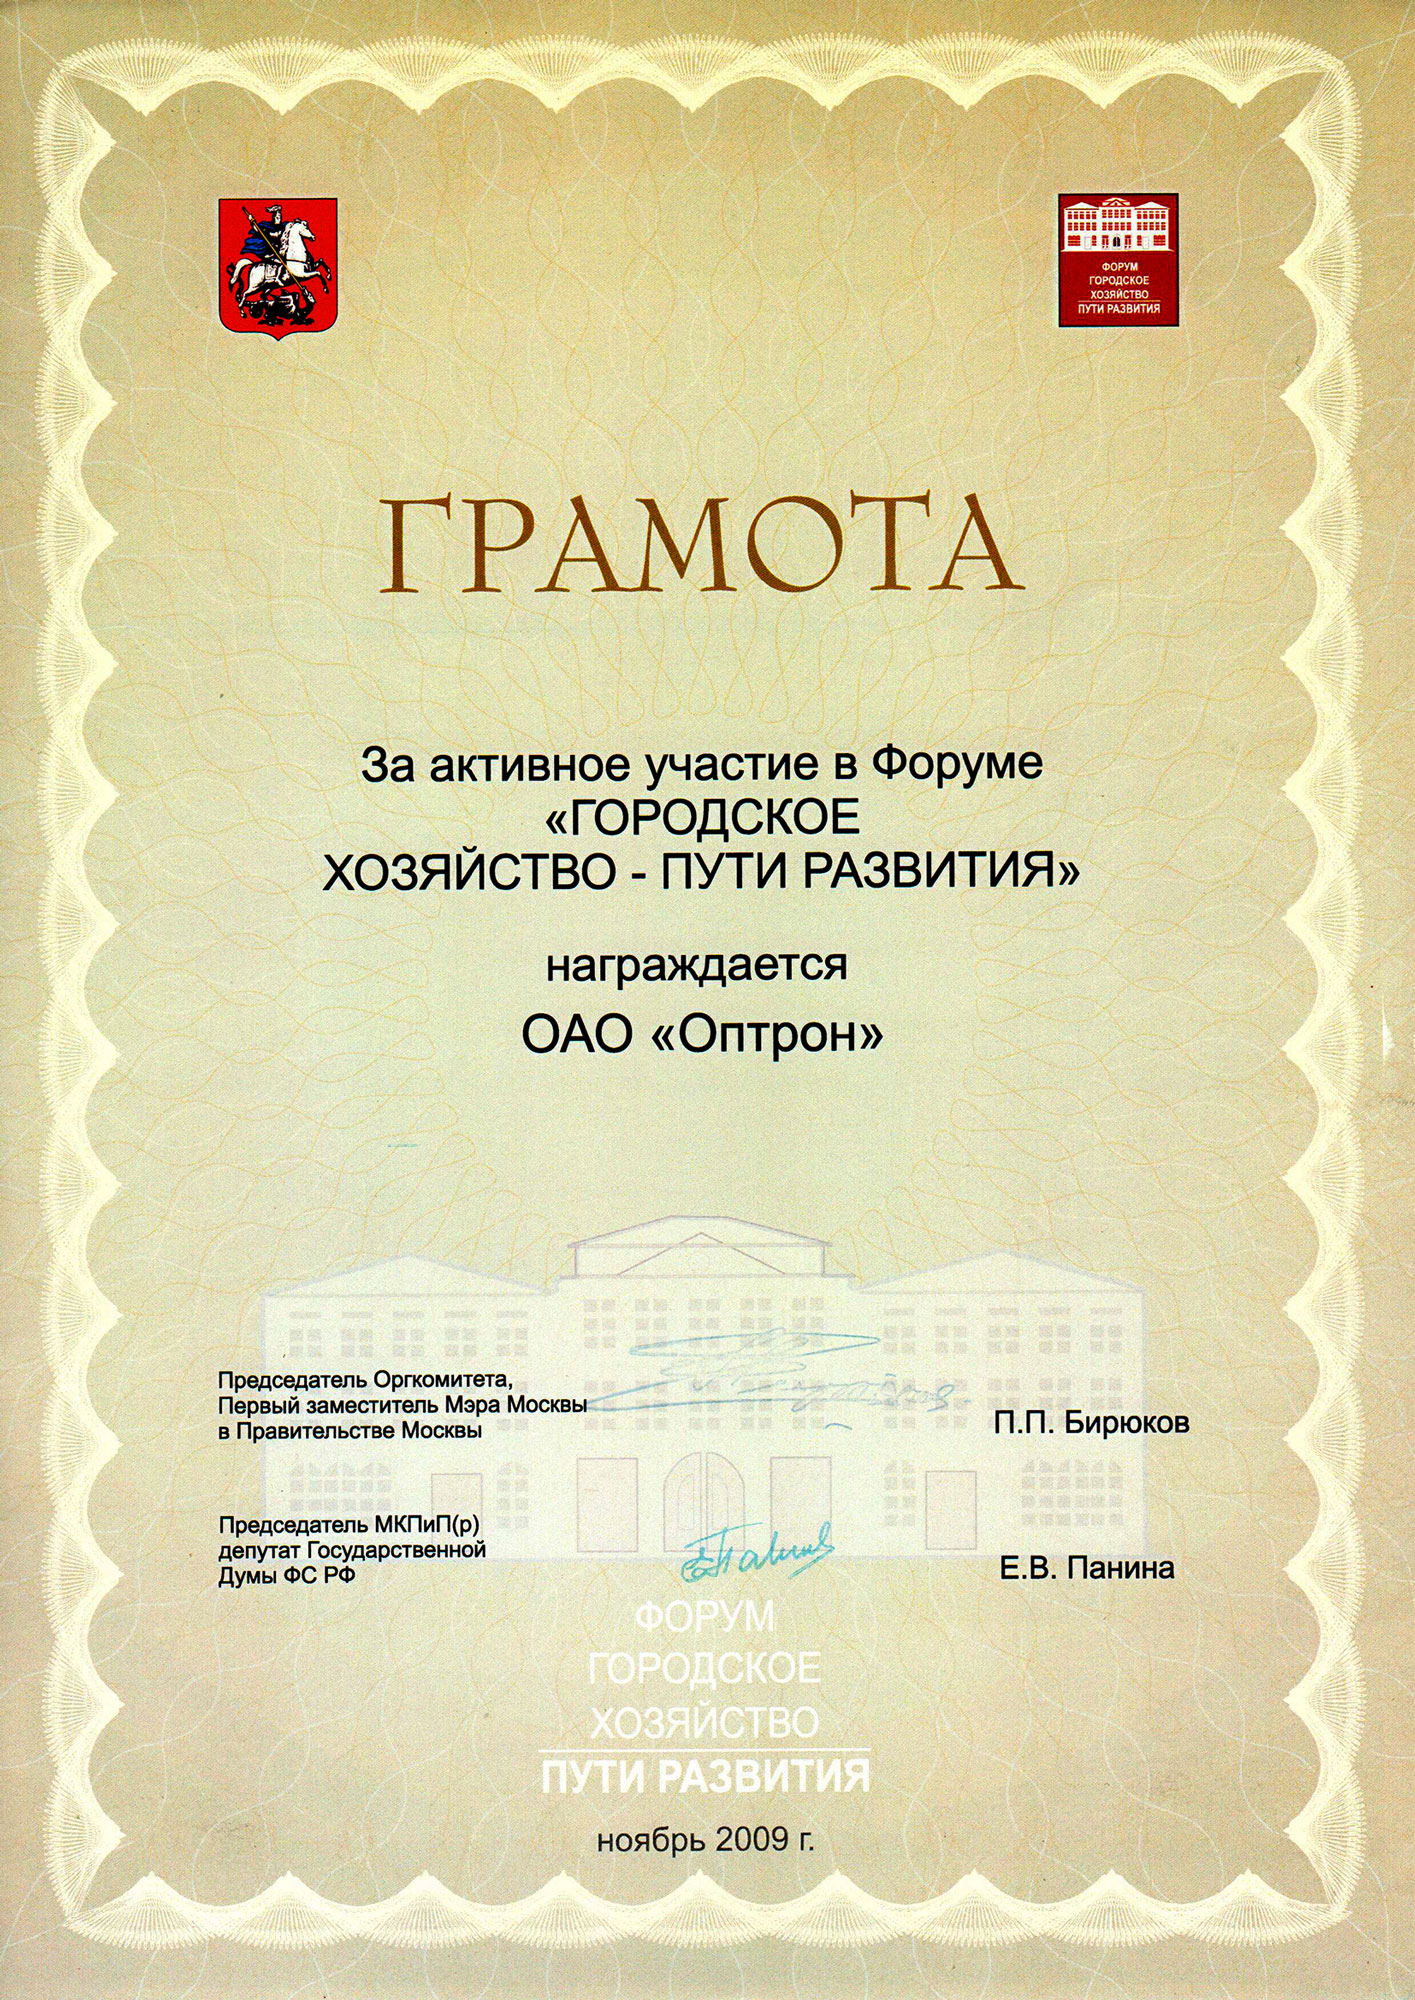 ФОРУМ
ГОРОДСКОЕ
ХОЗЯЙСТВО
ПУТИ РАЗВИТИЯ
ГРАМОТА
За активное участие в Форуме
«ГОРОДСКОЕ
ХОЗЯЙСТВО - ПУТИ РАЗВИТИЯ»
награждается
ОАО «Оптрон»
Председатель Оргкомитета,
Первый заместитель Мэра Москвы
в Правительстве Москвы
П.П. Бирюков
Председатель МКПиП(р)
депутат Государственной
Думы ФС РФ
Е.В. Панина
ФОРУМ
ГОРОДСКОЕ
ХОЗЯЙСТВО
ПУТИ РАЗВИТИЯ
ноябрь 2009 г.